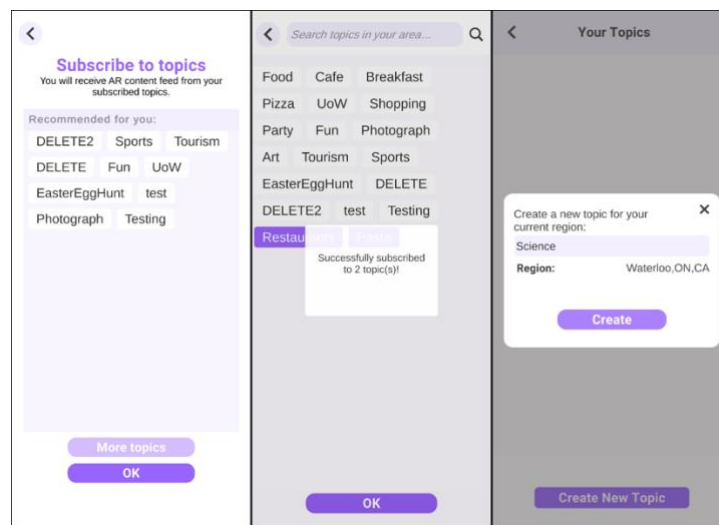 Subscribe to topics
You will receive AR content feed from your
subscribed topics.
Recommended for you:
DELETE2 Sports Tourism
DELETE Fun UoW
EasterEggHunt test
Photograph Testing
More topics
OK
Search topics in your area...
Food Cafe Breakfast
Pizza UoW Shopping
Party Fun Photograph
Art Tourism Sports
EasterEggHunt DELETE
DELETE2 test Testing
Restaurants
Successfully subscribed
to 2 topic(s)!
OK
Your Topics
Create a new topic for your
current region:
Science
Region: Waterloo,ON,CA
Create
Create New Topic